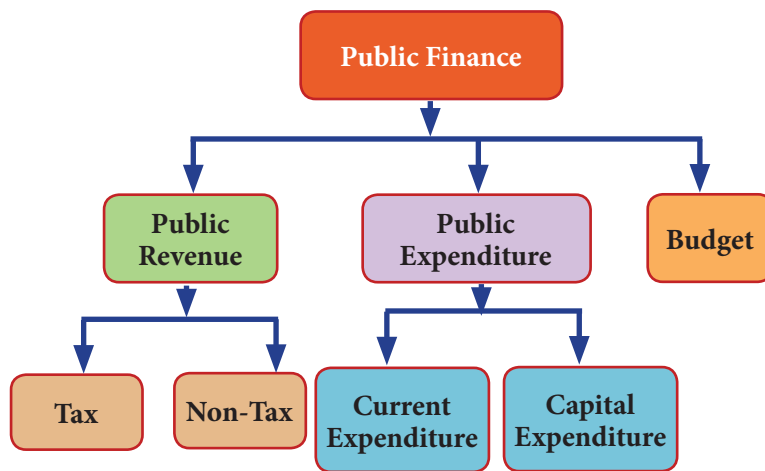 Public Finance
Public
Revenue
Public
Expenditure
Budget
Tax
Non-Tax
Current
Expenditure
Capital
Expenditure